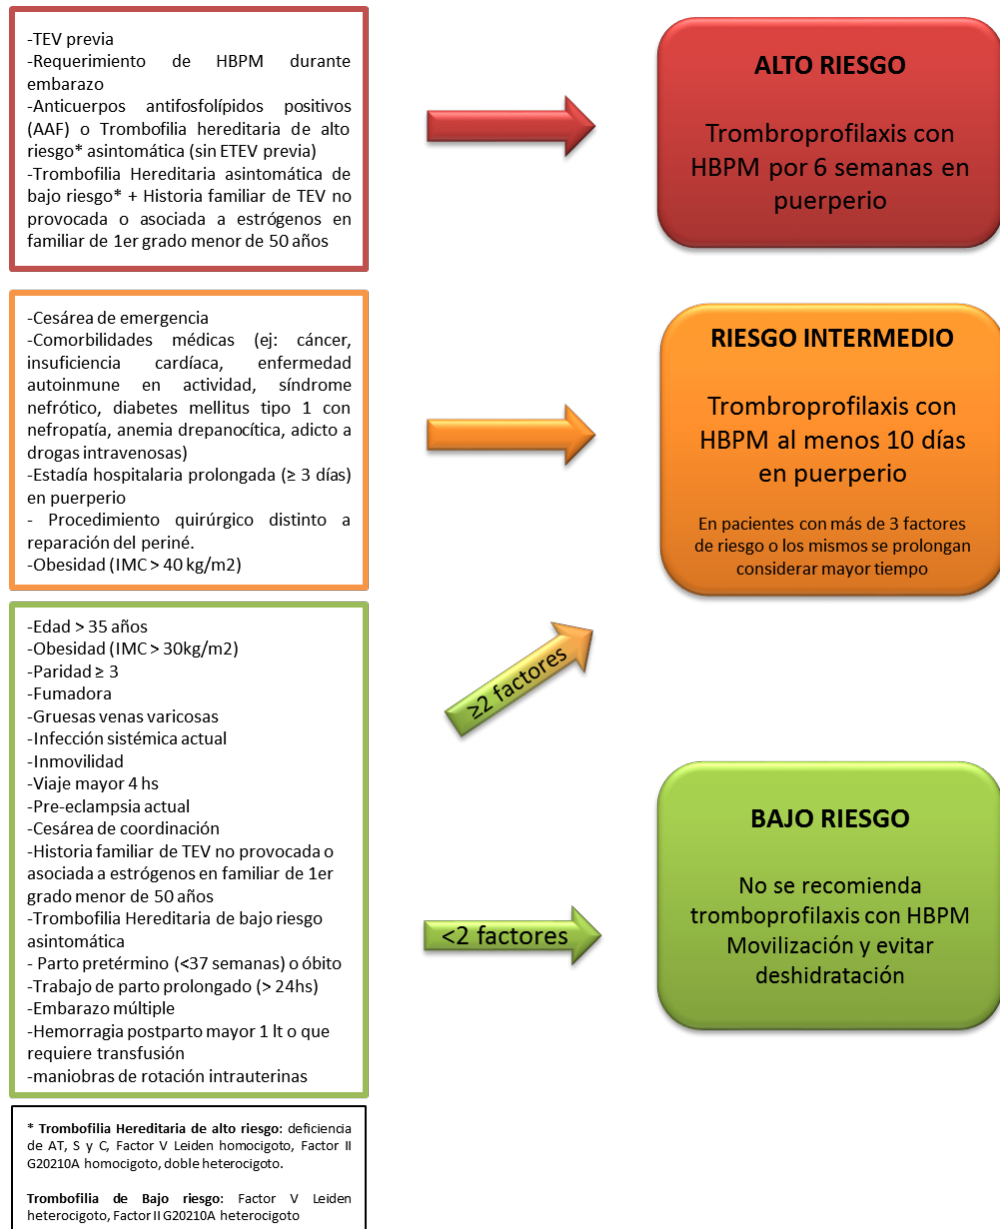 -TEV previa
-Requerimiento de HBPM durante
embarazo
-Anticuerpos antifosfolípidos positivos
(AAF) o Trombofilia hereditaria de alto
riesgo* asintomática (sin ETEV previa)
-Trombofilia Hereditaria asintomática de
bajo riesgo* + Historia familiar de TEV no
provocada o asociada a estrógenos en
familiar de 1er grado menor de 50 años
ALTO RIESGO
Trombroprofilaxis con
HBPM por 6 semanas en
puerperio
-Cesárea de emergencia
-Comorbilidades médicas (ej: cáncer,
insuficiencia cardíaca, enfermedad
autoinmune en actividad, síndrome
nefrótico, diabetes mellitus tipo 1 con
nefropatía, anemia drepanocítica, adicto a
drogas intravenosas)
-Estadía hospitalaria prolongada (≥ 3 días)
en puerperio
- Procedimiento quirúrgico distinto a
reparación del periné.
-Obesidad (IMC > 40 kg/m2)
RIESGO INTERMEDIO
Trombroprofilaxis con
HBPM al menos 10 días
en puerperio
En pacientes con más de 3 factores
de riesgo o los mismos se prolongan
considerar mayor tiempo
-Edad > 35 años
-Obesidad (IMC > 30kg/m2)
-Paridad ≥ 3
-Fumadora
-Gruesas venas varicosas
-Infección sistémica actual
-Inmovilidad
-Viaje mayor 4 hs
-Pre-eclampsia actual
-Cesárea de coordinación
-Historia familiar de TEV no provocada o
asociada a estrógenos en familiar de 1er
grado menor de 50 años
-Trombofilia Hereditaria de bajo riesgo
asintomática
- Parto pretérmino (<37 semanas) o óbito
-Trabajo de parto prolongado (> 24hs)
-Embarazo múltiple
-Hemorragia postparto mayor 1 lt o que
requiere transfusión
-maniobras de rotación intrauterinas
≥2 factores
<2 factores
BAJO RIESGO
No se recomienda
tromboprofilaxis con HBPM
Movilización y evitar
deshidratación
* Trombofilia Hereditaria de alto riesgo: deficiencia
de AT, S y C, Factor V Leiden homocigoto, Factor II
G20210A homocigoto, doble heterocigoto.
Trombofilia de Bajo riesgo: Factor V Leiden
heterocigoto, Factor II G20210A heterocigoto